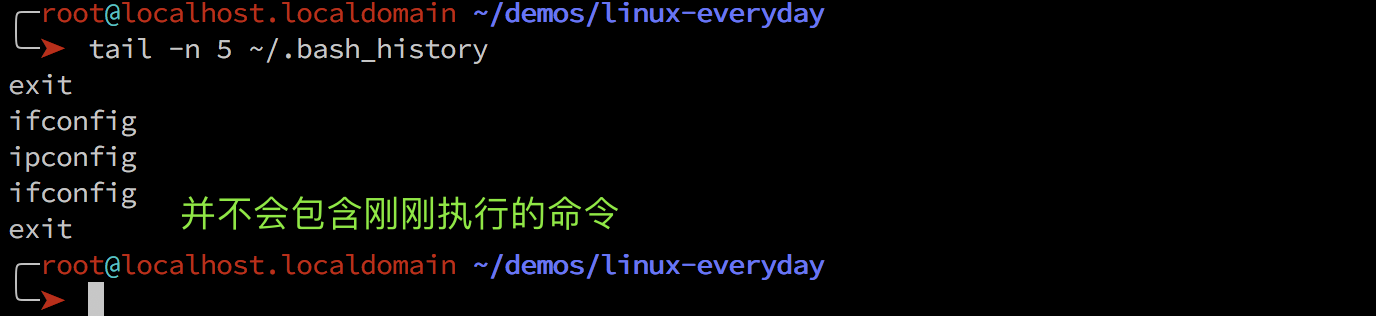 root@localhost.localdomain ~/demos/linux-everyday
tail -n 5 ~/.bash_history
exit
ifconfig
ipconfig
ifconfig
并不会包含刚刚执行的命令
exit
root@localhost.localdomain ~/demos/linux-everyday